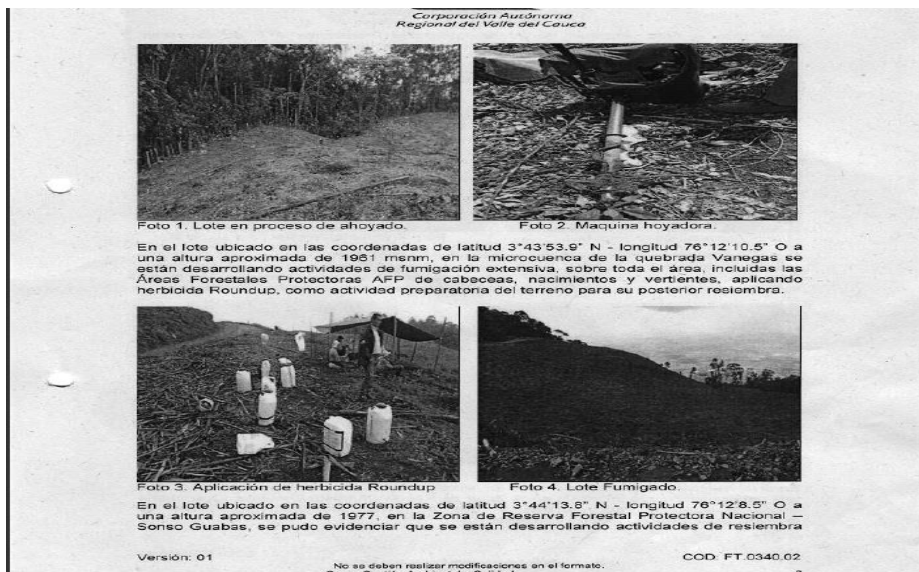 Corporación Autónoma
Regional del Valle del Cauca
Foto 1. Lote en proceso de ahoyado.
Foto 2. Maquina hoyadora.
En el lote ubicado en las coordenadas de latitud 3°43'53.9" N - longitud 76°12'10.5" O a
una altura aproximada de 1961 msnm, en la microcuenca de la quebrada Vanegas se
están desarrollando actividades de fumigación extensiva, sobre toda el área, incluidas las
Áreas Forestales Protectoras AFP de cabeceas, nacimientos y vertientes, aplicando
herbicida Roundup, como actividad preparatoria del terreno para su posterior resiembra.
Foto 3. Aplicación de herbicida Roundup
Foto 4. Lote Fumigado.
En el lote ubicado en las coordenadas de latitud 3°44'13.8" N - longitud 76°12'8.5" O a
una altura aproximada de 1977, en la Zona de Reserva Forestal Protectora Nacional –
Sonso Guabas, se pudo evidenciar que se están desarrollando actividades de resiembra
Versión: 01
COD: FT.0340.02
No se deben realizar modificaciones en el formato.